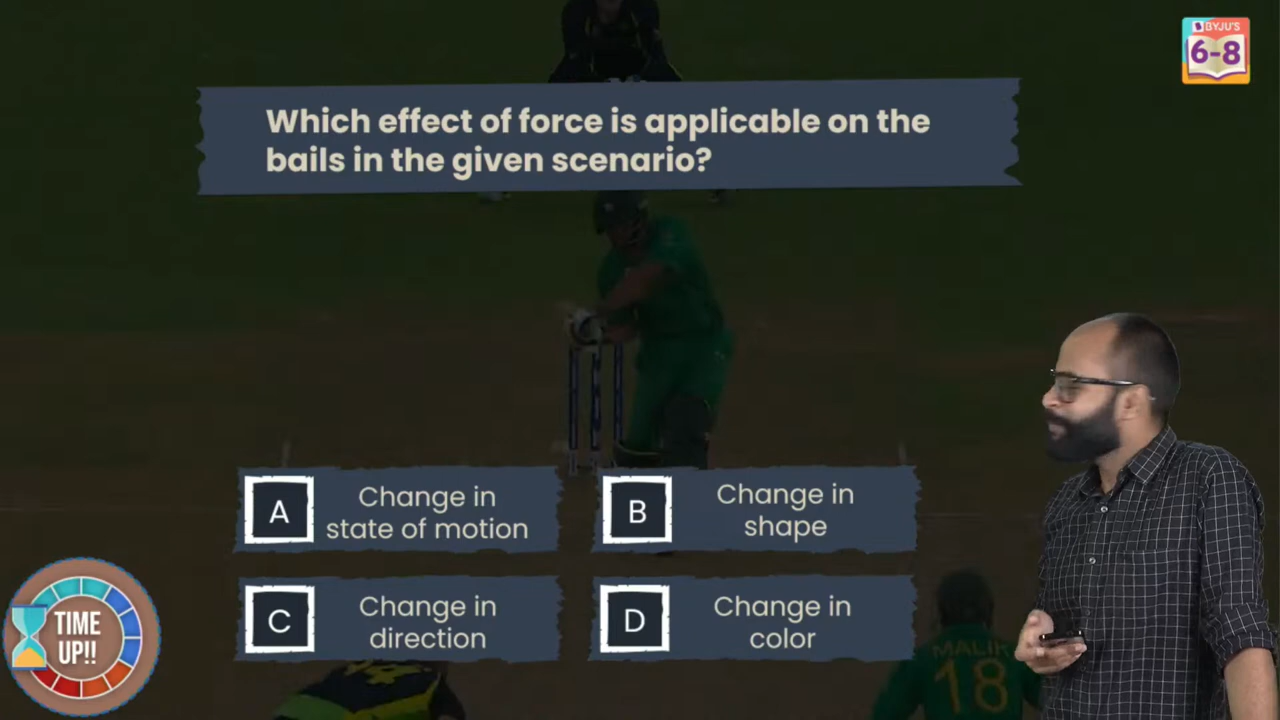 BYJU'S
6-8
Which effect of force is applicable on the
bails in the given scenario?
A
Change in
state of motion
B
Change in
shape
C
Change in
direction
D
Change in
color
TIME
UP!!
MALIK
18